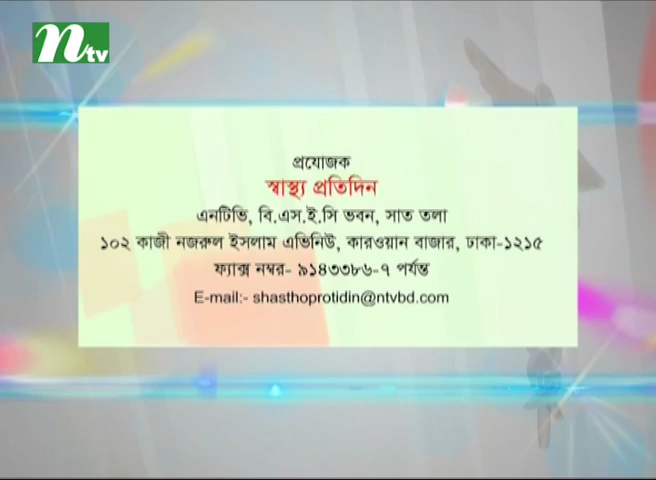 ntv
প্রযোজক
স্বাস্থ্য প্রতিদিন
এনটিভি, বি.এস.ই.সি ভবন, সাত তলা
১০২ কাজী নজরুল ইসলাম এভিনিউ, কারওয়ান বাজার, ঢাকা-১২১৫
ফ্যাক্স নম্বর- ৯১৪৩৩৮৬-৭ পর্যন্ত
E-mail:- shasthoprotidin@ntvbd.com